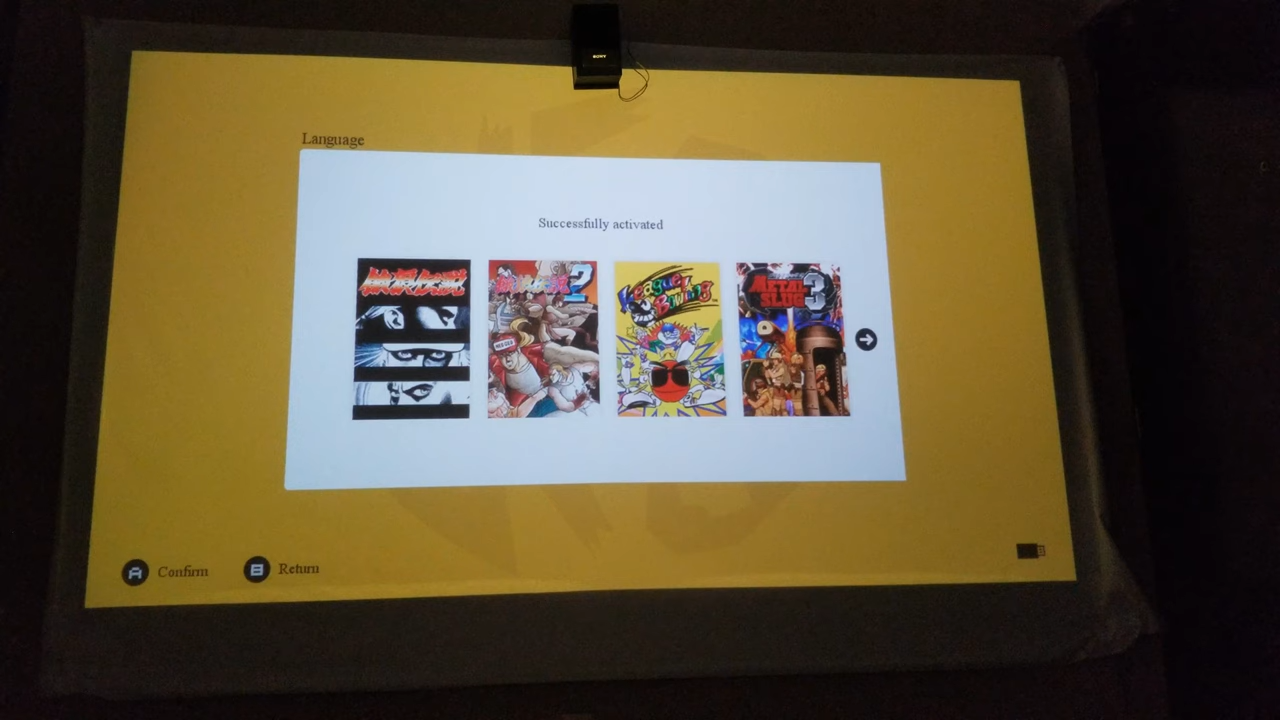 SONY
Language
Successfully activated
餓狼伝説
餓狼伝説2
League Bowling
METAL SLUG 3
A Confirm
B Return